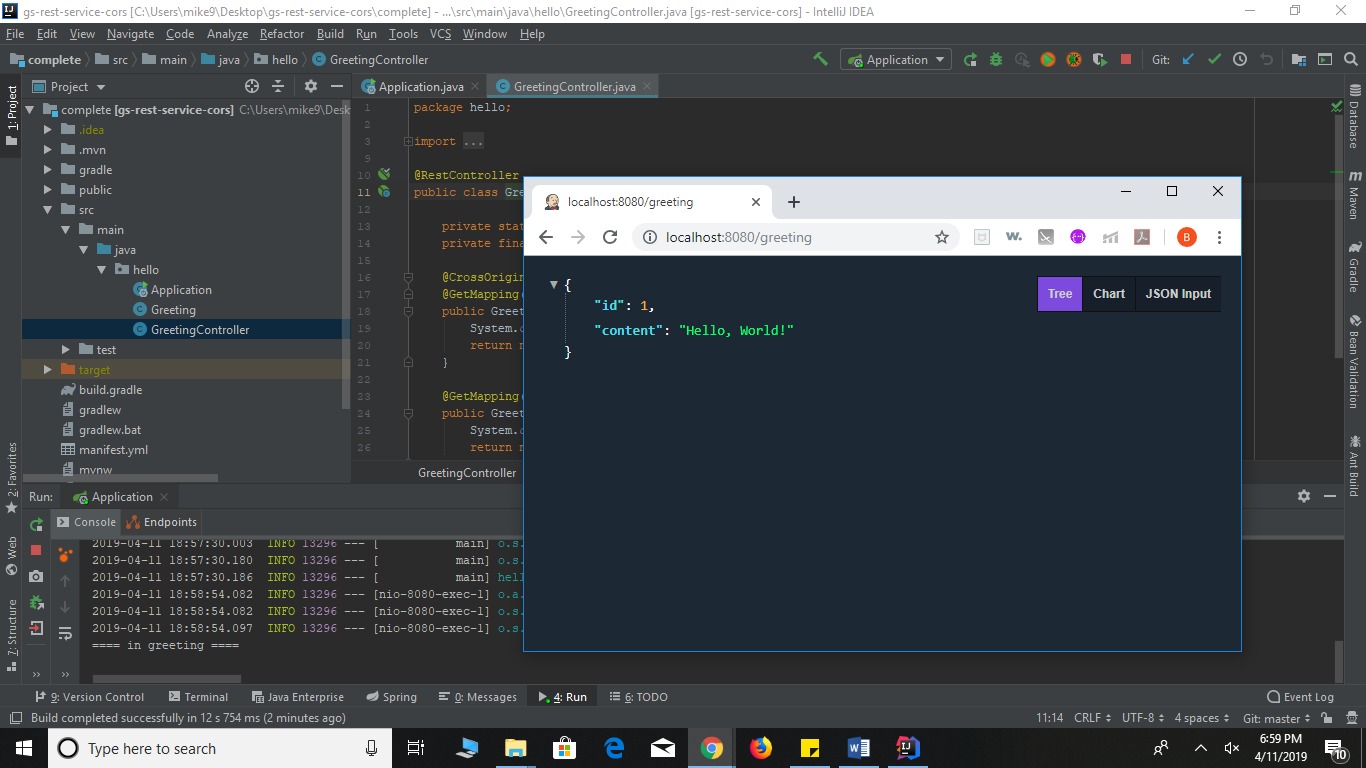 gs-rest-service-cors [C:\Users\mike9\Desktop\gs-rest-service-cors\complete] - ...\src\main\java\hello\GreetingController.java [gs-rest-service-cors] - IntelliJ IDEA
File Edit View Navigate Code Analyze Refactor Build Run Tools VCS Window Help
complete src main java hello GreetingController
Application
Git:
Project
Application.java
GreetingController.java
1: Project
complete [gs-rest-service-cors] C:\Users\mike9\Desk
.idea
.mvn
gradle
public
src
main
java
hello
Application
Greeting
GreetingController
test
target
build.gradle
gradlew
gradlew.bat
manifest.yml
mvnw
2: Favorites
Web
7: Structure
1 package hello;
2
3 import ...
9
10 @RestController
11 public class Gre
12
13 private stat
14 private fina
15
16 @CrossOrigin
17 @GetMapping(
18 public Greet
19 System.o
20 return n
21 }
22
23 @GetMapping(
24 public Greet
25 System.o
26 return n
GreetingController
Database
Maven
Gradle
Bean Validation
Ant Build
localhost:8080/greeting
localhost:8080/greeting
w.
B
{
"id": 1,
"content": "Hello, World!"
}
Tree Chart JSON Input
Run: Application
Console Endpoints
2019-04-11 18:57:30.003 INFO 13296 --- [ main] o.s.
2019-04-11 18:57:30.180 INFO 13296 --- [ main] o.s.
2019-04-11 18:57:30.186 INFO 13296 --- [ main] hell
2019-04-11 18:58:54.082 INFO 13296 --- [nio-8080-exec-1] o.a.
2019-04-11 18:58:54.082 INFO 13296 --- [nio-8080-exec-1] o.s.
2019-04-11 18:58:54.097 INFO 13296 --- [nio-8080-exec-1] o.s.
==== in greeting ====
9: Version Control Terminal Java Enterprise Spring 0: Messages 4: Run 6: TODO Event Log
Build completed successfully in 12 s 754 ms (2 minutes ago) 11:14 CRLF UTF-8 4 spaces Git: master
Type here to search
6:59 PM
4/11/2019
10